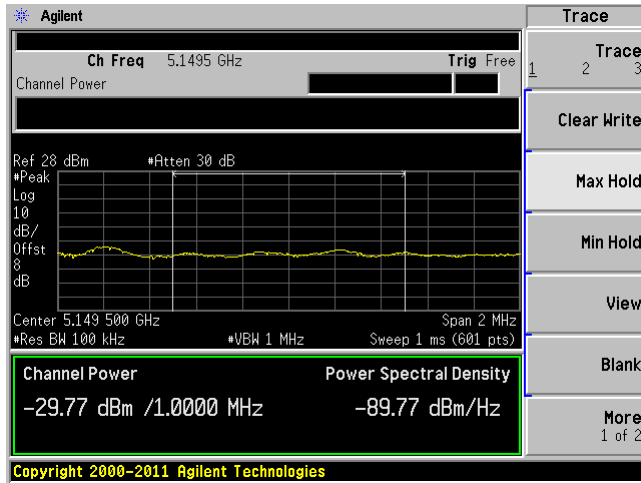 Agilent
Trace
Ch Freq 5.1495 GHz Trig Free
Channel Power
Trace
1 2 3
Clear Write
Max Hold
Min Hold
View
Blank
More
1 of 2
Ref 28 dBm #Atten 30 dB
#Peak
Log
10
dB/
Offst
8
dB
Center 5.149 500 GHz Span 2 MHz
#Res BW 100 kHz #VBW 1 MHz Sweep 1 ms (601 pts)
Channel Power Power Spectral Density
-29.77 dBm /1.0000 MHz -89.77 dBm/Hz
Copyright 2000-2011 Agilent Technologies